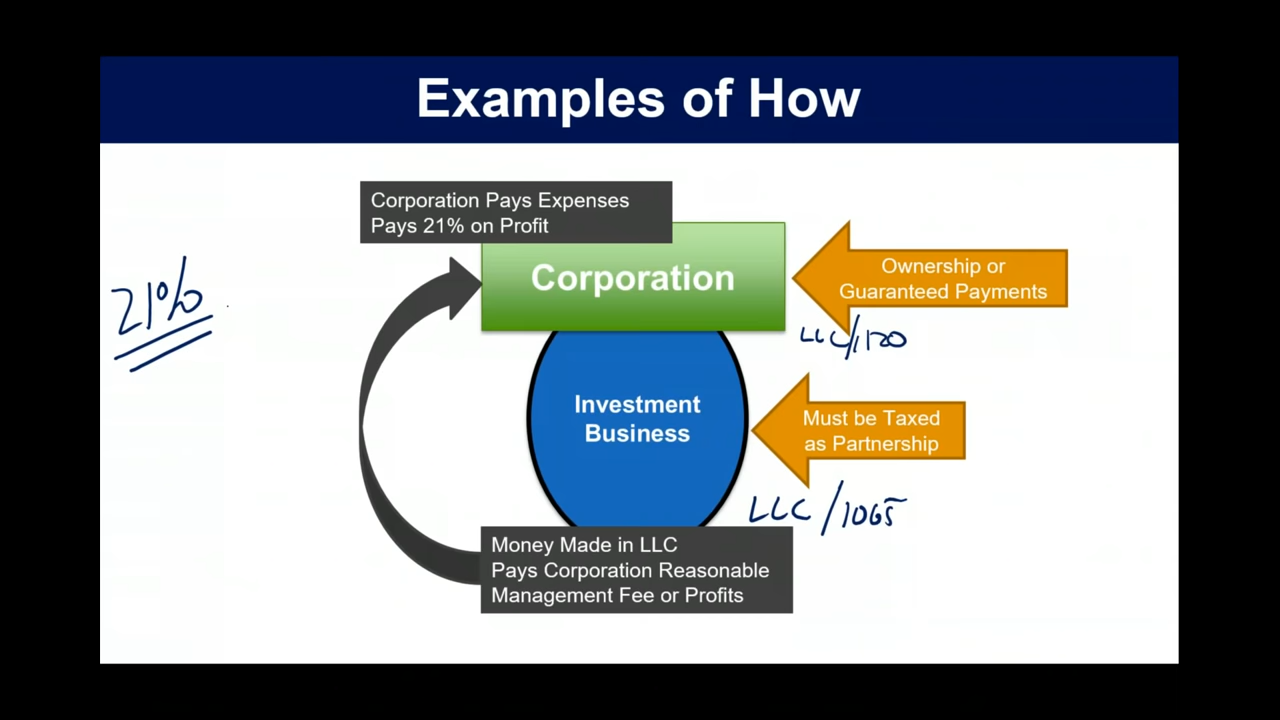 Examples of How
Corporation Pays Expenses
Pays 21% on Profit
Corporation
Ownership or
Guaranteed Payments
21%
LLC/1120
Investment
Business
Must be Taxed
as Partnership
LLC/1065
Money Made in LLC
Pays Corporation Reasonable
Management Fee or Profits